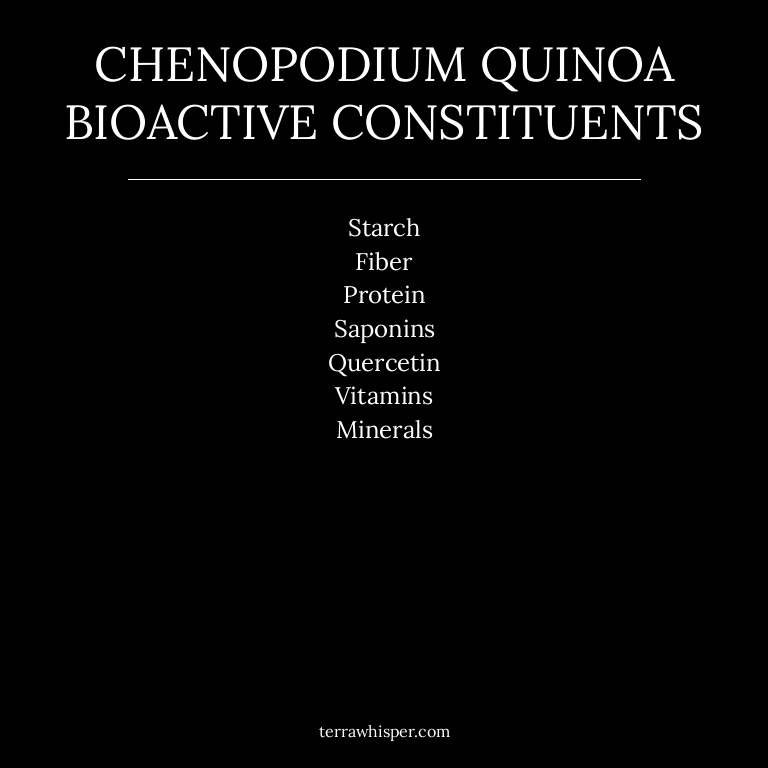 CHENOPODIUM QUINOA
BIOACTIVE CONSTITUENTS
Starch
Fiber
Protein
Saponins
Quercetin
Vitamins
Minerals
terrawhisper.com